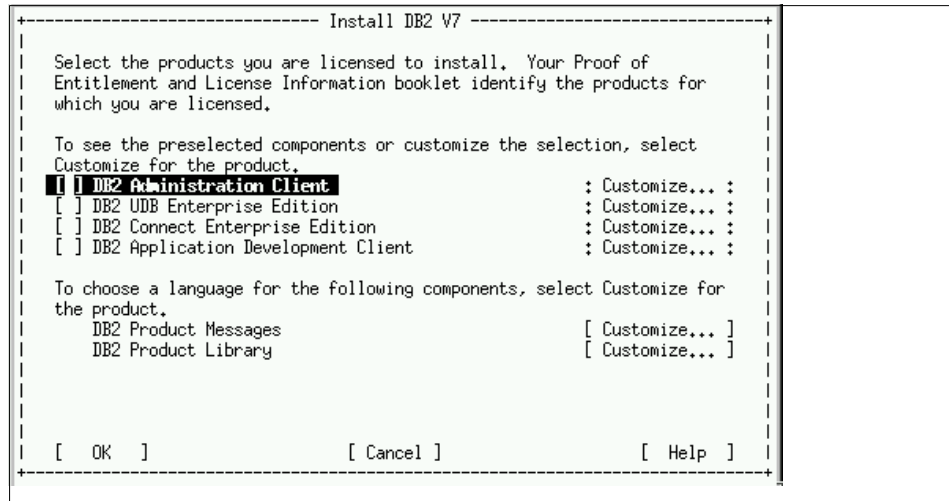 Install DB2 V7
Select the products you are licensed to install.  Your Proof of
Entitlement and License Information booklet identify the products for
which you are licensed.
To see the preselected components or customize the selection, select
Customize for the product.
[ ] DB2 Administration Client : Customize... :
[ ] DB2 UDB Enterprise Edition : Customize... :
[ ] DB2 Connect Enterprise Edition : Customize... :
[ ] DB2 Application Development Client : Customize... :
To choose a language for the following components, select Customize for
the product.
DB2 Product Messages [ Customize... ]
DB2 Product Library [ Customize... ]
[ OK ] [ Cancel ] [ Help ]